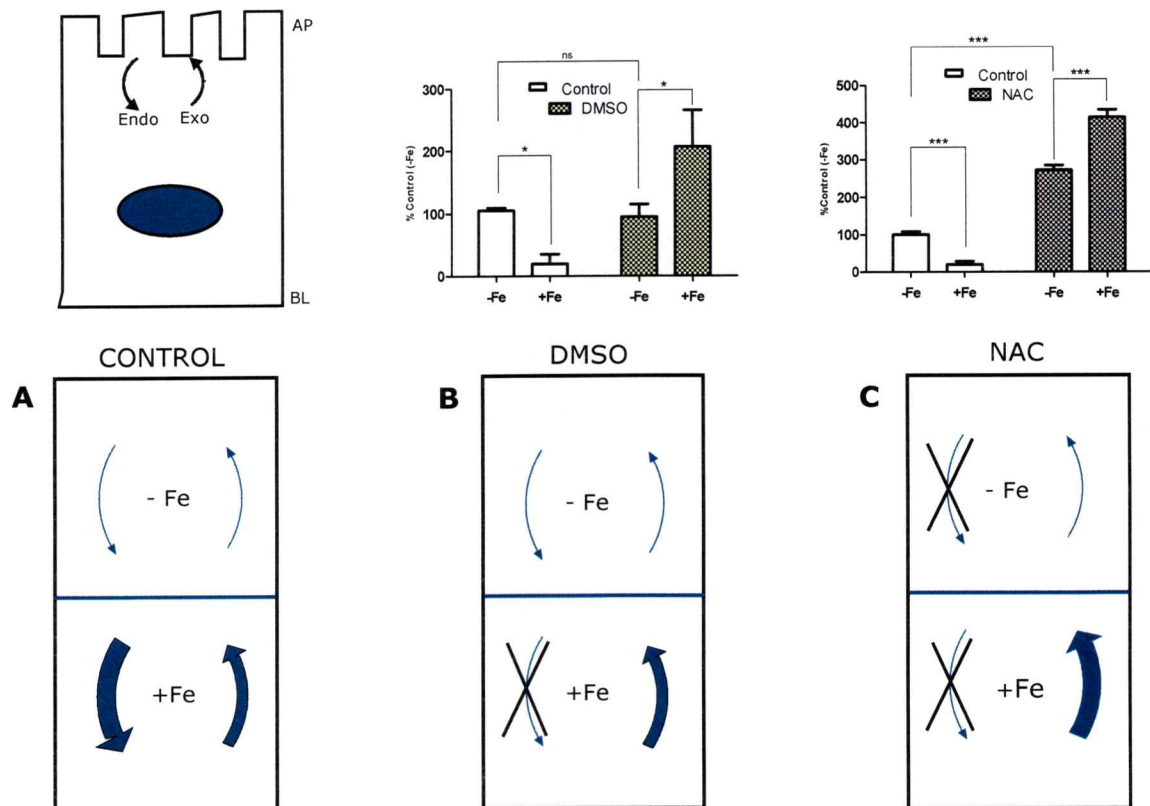 AP
Endo Exo
BL
ns
Control
DMSO
*
*
300
200
100
0
% Control (-Fe)
-Fe +Fe -Fe +Fe
***
Control
NAC
***
***
500
400
300
200
100
0
%Control (-Fe)
-Fe +Fe -Fe +Fe
CONTROL
A
- Fe
+Fe
DMSO
B
- Fe
+Fe
NAC
C
- Fe
+Fe